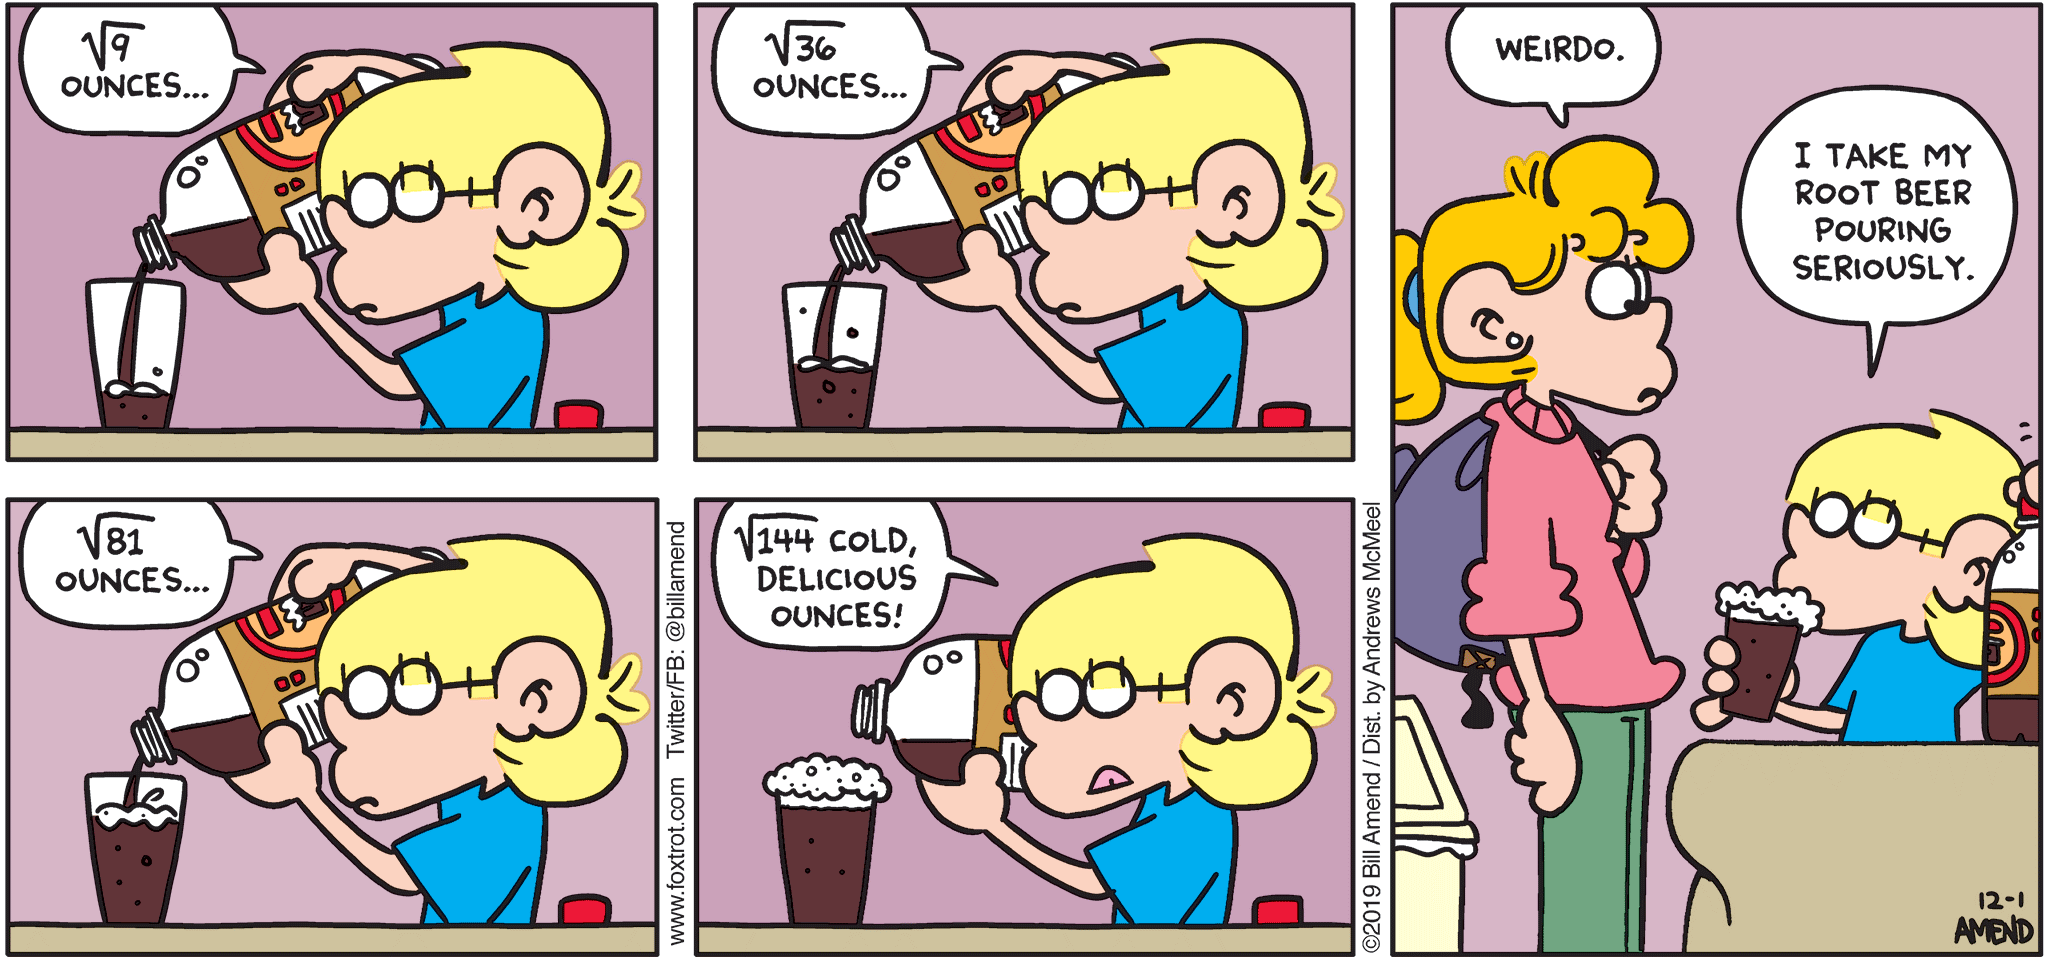 √9
OUNCES...
√36
OUNCES...
√81
OUNCES...
√144 COLD,
DELICIOUS
OUNCES!
WEIRDO.
I TAKE MY
ROOT BEER
POURING
SERIOUSLY.
www.foxtrot.com Twitter/FB: @billamend
©2019 Bill Amend / Dist. by Andrews McMeel
12-1
AMEND